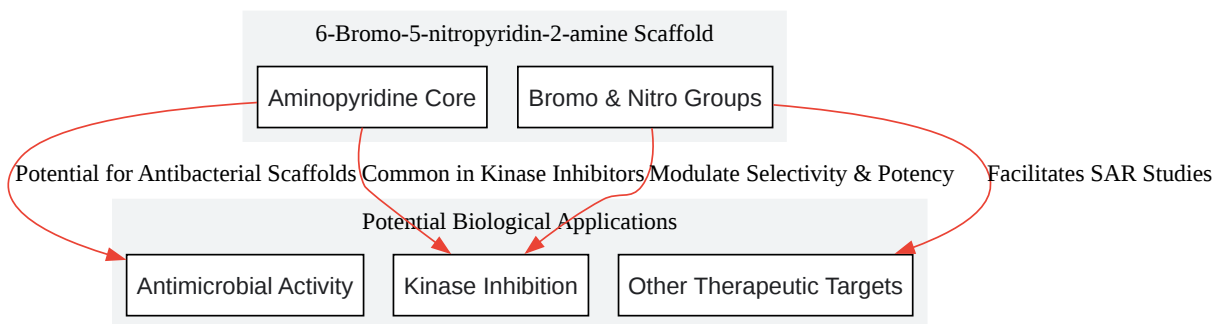 6-Bromo-5-nitropyridin-2-amine Scaffold
Aminopyridine Core
Bromo & Nitro Groups
Potential for Antibacterial Scaffolds
Common in Kinase Inhibitors
Modulate Selectivity & Potency
Facilitates SAR Studies
Potential Biological Applications
Antimicrobial Activity
Kinase Inhibition
Other Therapeutic Targets